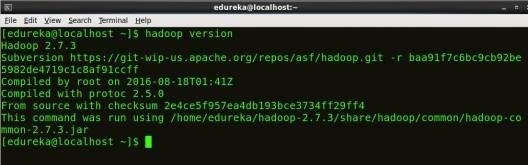 edureka@localhost:~
File Edit View Search Terminal Help
[edureka@localhost ~]$ hadoop version
Hadoop 2.7.3
Subversion https://git-wip-us.apache.org/repos/asf/hadoop.git -r baa91f7c6bc9cb92be
5982de4719c1c8af91ccff
Compiled by root on 2016-08-18T01:41Z
Compiled with protoc 2.5.0
From source with checksum 2e4ce5f957ea4db193bce3734ff29ff4
This command was run using /home/edureka/hadoop-2.7.3/share/hadoop/common/hadoop-co
mmon-2.7.3.jar
[edureka@localhost ~]$